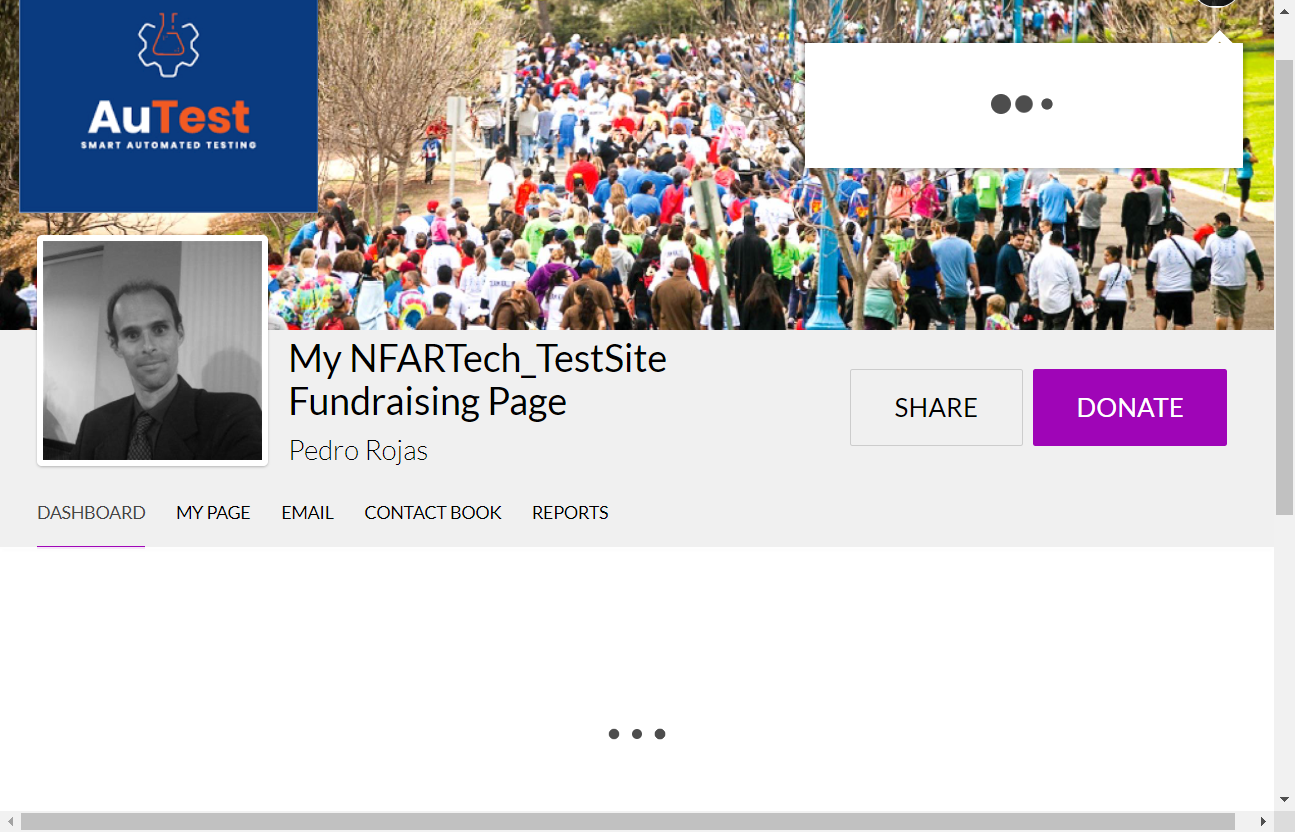 AuTest
SMART AUTOMATED TESTING
My NFARTech_TestSite
Fundraising Page
Pedro Rojas
SHARE
DONATE
DASHBOARD
MY PAGE
EMAIL
CONTACT BOOK
REPORTS